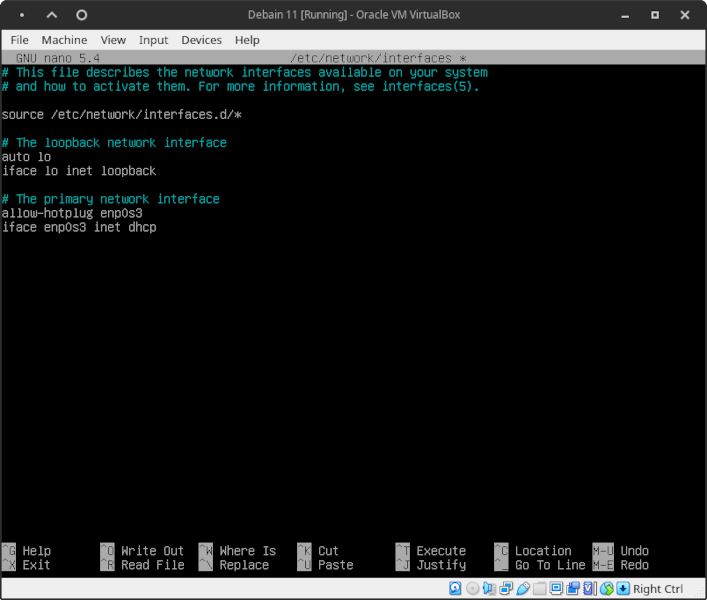 Debain 11 [Running] - Oracle VM VirtualBox
File Machine View Input Devices Help
GNU nano 5.4 /etc/network/interfaces *
# This file describes the network interfaces available on your system
# and how to activate them. For more information, see interfaces(5).
source /etc/network/interfaces.d/*
# The loopback network interface
auto lo
iface lo inet loopback
# The primary network interface
allow-hotplug enp0s3
iface enp0s3 inet dhcp
^G Help ^O Write Out ^W Where Is ^K Cut ^T Execute ^C Location M-U Undo
^X Exit ^R Read File ^\ Replace ^U Paste ^J Justify ^_ Go To Line M-E Redo
Right Ctrl